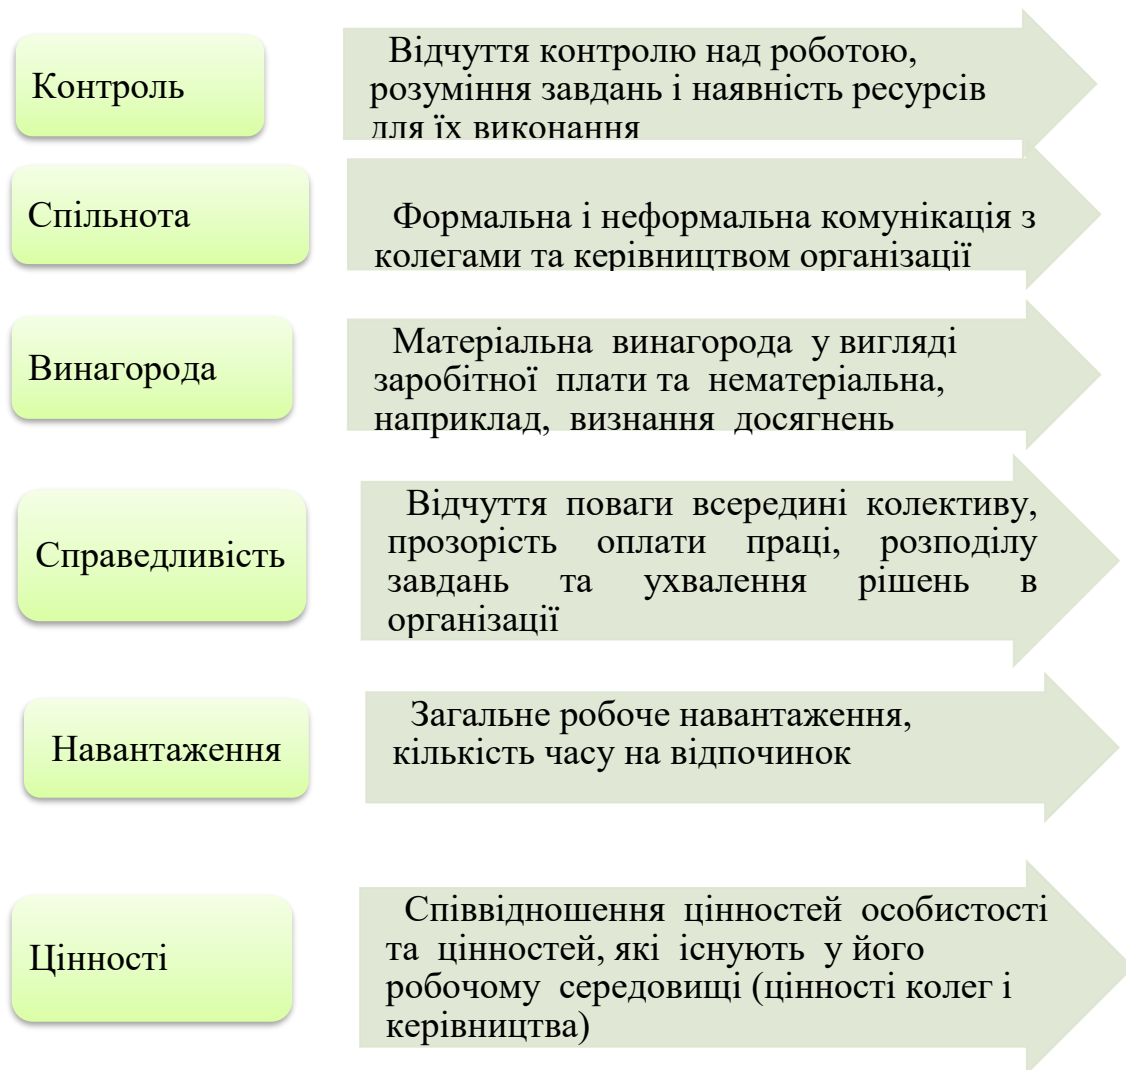 Контроль
Відчуття контролю над роботою,
розуміння завдань і наявність ресурсів
для їх виконання
Спільнота
Формальна і неформальна комунікація з
колегами та керівництвом організації
Винагорода
Матеріальна винагорода у вигляді
заробітної плати та нематеріальна,
наприклад, визнання досягнень
Справедливість
Відчуття поваги всередині колективу,
прозорість оплати праці, розподілу
завдань та ухвалення рішень в
організації
Навантаження
Загальне робоче навантаження,
кількість часу на відпочинок
Цінності
Співвідношення цінностей особистості
та цінностей, які існують у його
робочому середовищі (цінності колег і
керівництва)